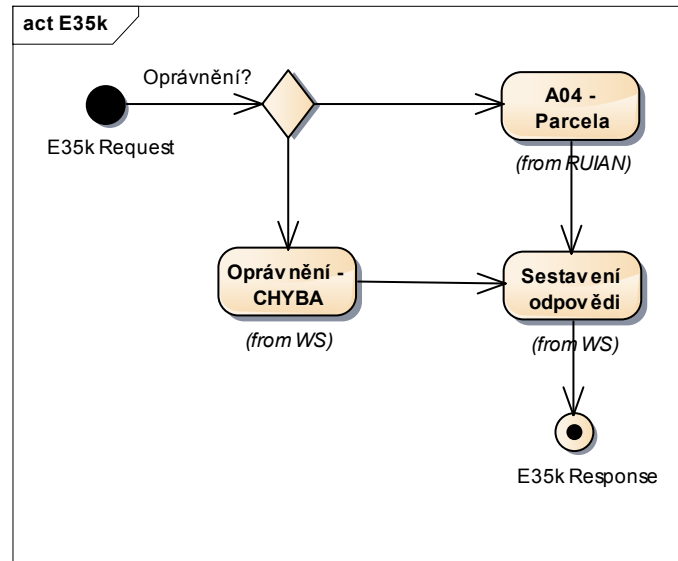 act E35k
Oprávnění?
E35k Request
A04 -
Parcela
(from RUIAN)
Oprávnění -
CHYBA
(from WS)
Sestavení
odpovědi
(from WS)
E35k Response